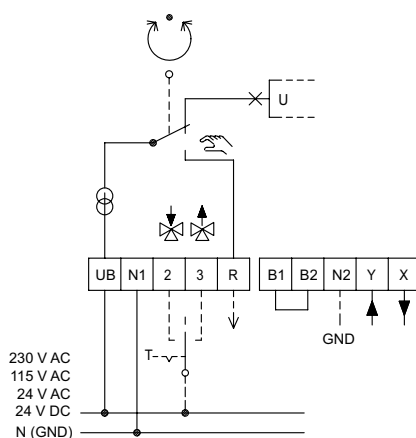 U
UB N1 2 3 R B1 B2 N2 Y X
GND
T
230 V AC
115 V AC
24 V AC
24 V DC
N (GND)